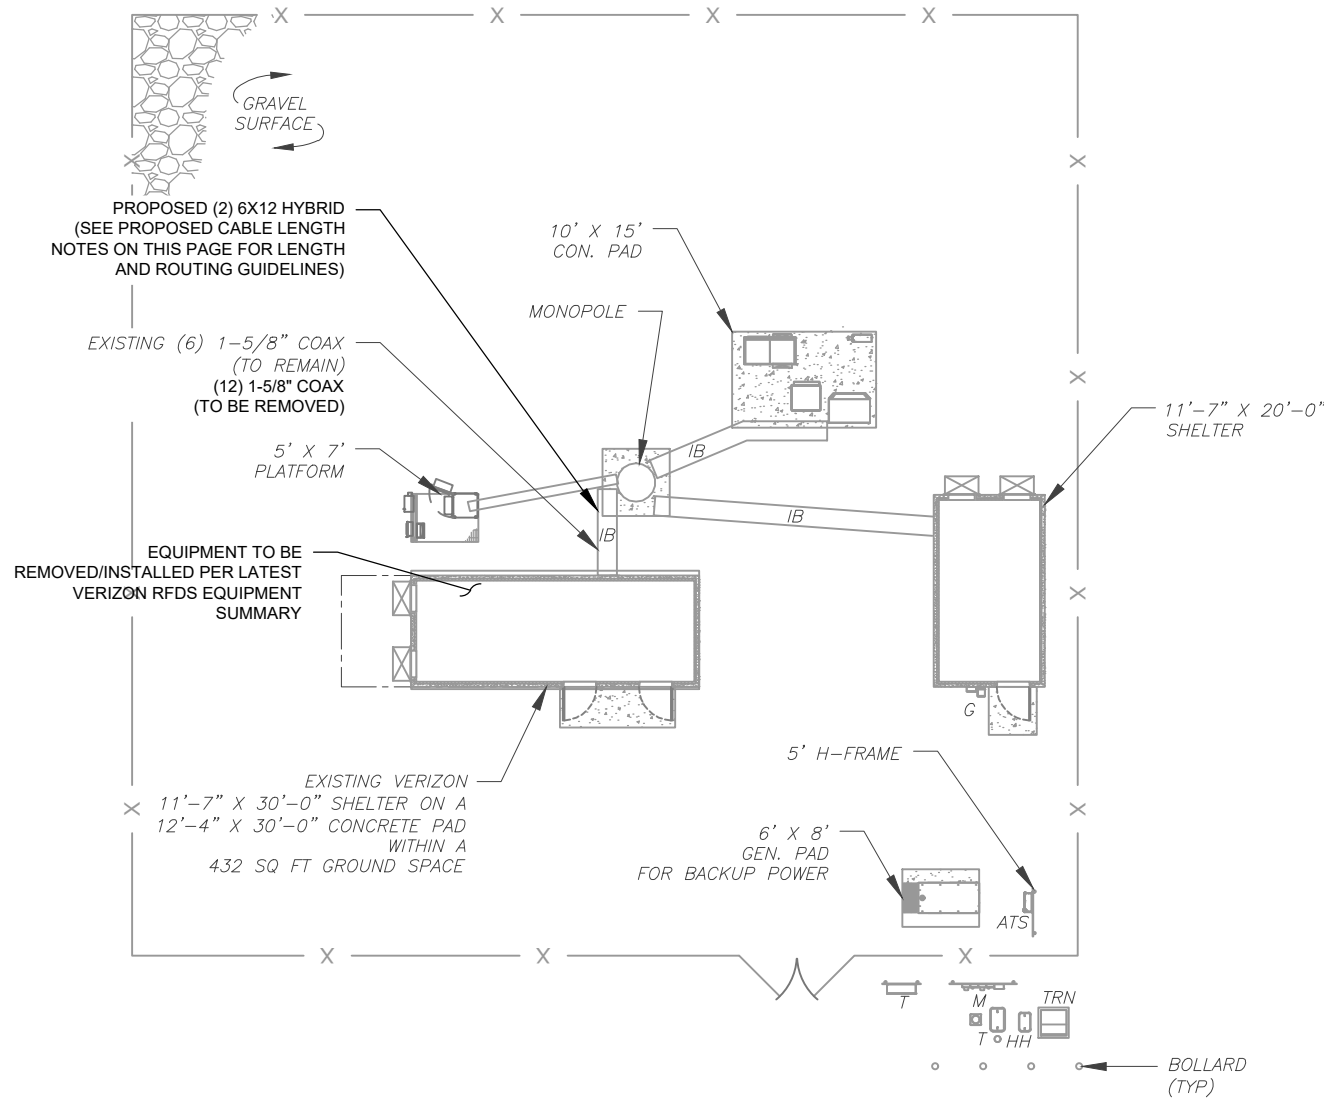 GRAVEL
SURFACE
PROPOSED (2) 6X12 HYBRID
(SEE PROPOSED CABLE LENGTH
NOTES ON THIS PAGE FOR LENGTH
AND ROUTING GUIDELINES)
10' X 15'
CON. PAD
MONOPOLE
EXISTING (6) 1-5/8" COAX
(TO REMAIN)
(12) 1-5/8" COAX
(TO BE REMOVED)
11'-7" X 20'-0"
SHELTER
5' X 7'
PLATFORM
IB
IB
IB
EQUIPMENT TO BE
REMOVED/INSTALLED PER LATEST
VERIZON RFDS EQUIPMENT
SUMMARY
G
5' H-FRAME
EXISTING VERIZON
11'-7" X 30'-0" SHELTER ON A
12'-4" X 30'-0" CONCRETE PAD
WITHIN A
432 SQ FT GROUND SPACE
6' X 8'
GEN. PAD
FOR BACKUP POWER
ATS
T
M
TRN
T
HH
BOLLARD
(TYP)